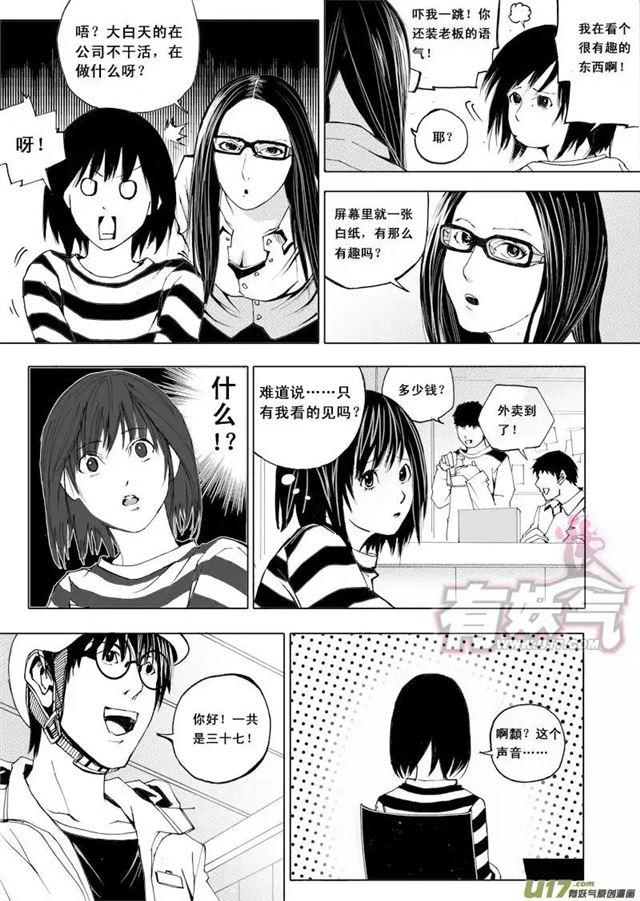 唔？大白天的在
公司不干活，在
做什么呀？
呀！
吓我一跳！你
还装老板的语
气！
我在看个
很有趣的
东西啊！
耶？
屏幕里就一张
白纸，有那么
有趣吗？
什么！？
难道说……只
有我看的见吗？
多少钱？
外卖到
了！
有妖气
你好！一共
是三十七！
啊颣？这个
声音……
U17.com
有妖气原创漫画